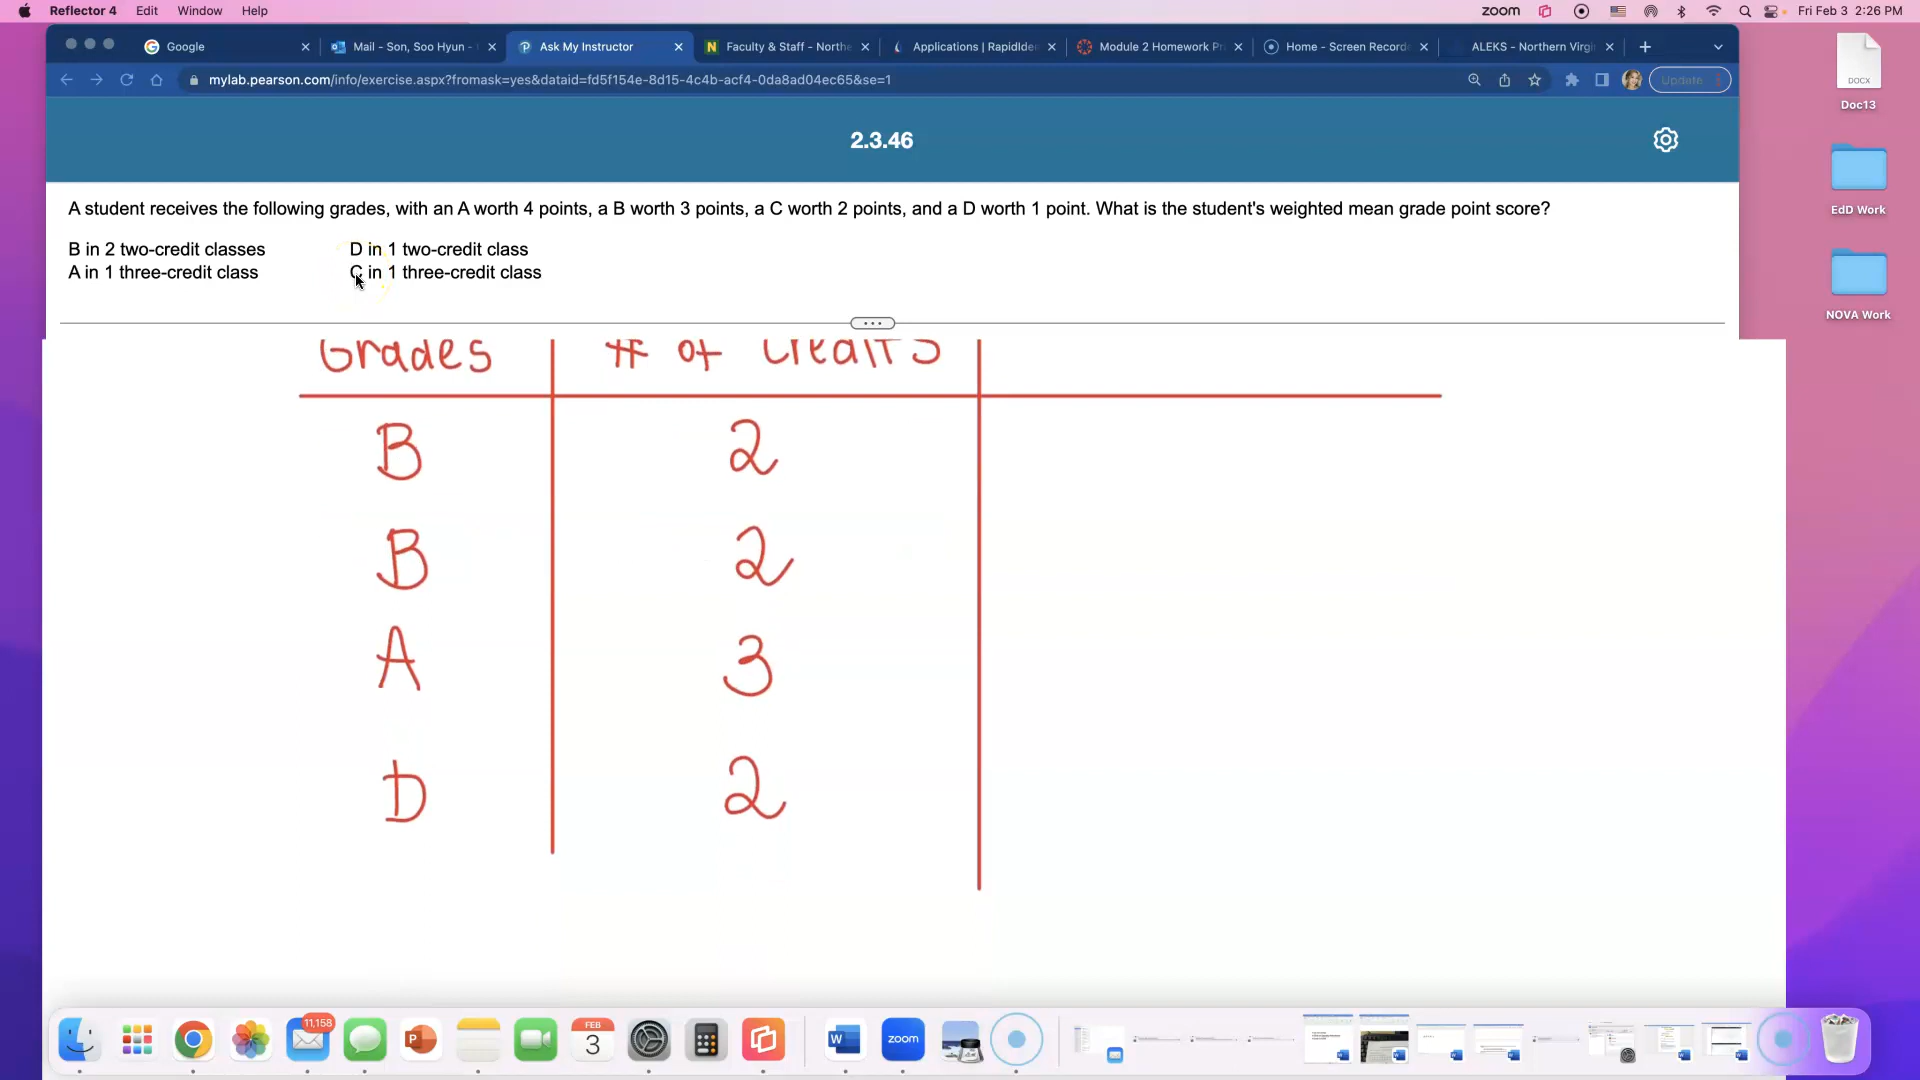 Reflector 4 Edit Window Help zoom Fri Feb 3 2:26 PM
Google Mail - Son, Soo Hyun - Ask My Instructor Faculty & Staff - Northe Applications | RapidIde Module 2 Homework Pr Home - Screen Record ALEKS - Northern Virgi
mylab.pearson.com/info/exercise.aspx?fromask=yes&dataid=fd5f154e-8d15-4c4b-acf4-0da8ad04ec65&se=1 Update
DOCX
Doc13
2.3.46
EdD Work
NOVA Work
A student receives the following grades, with an A worth 4 points, a B worth 3 points, a C worth 2 points, and a D worth 1 point. What is the student's weighted mean grade point score?
B in 2 two-credit classes D in 1 two-credit class
A in 1 three-credit class C in 1 three-credit class
Grades # of Credits
B 2
B 2
A 3
D 2
11,158
FEB
3
zoom